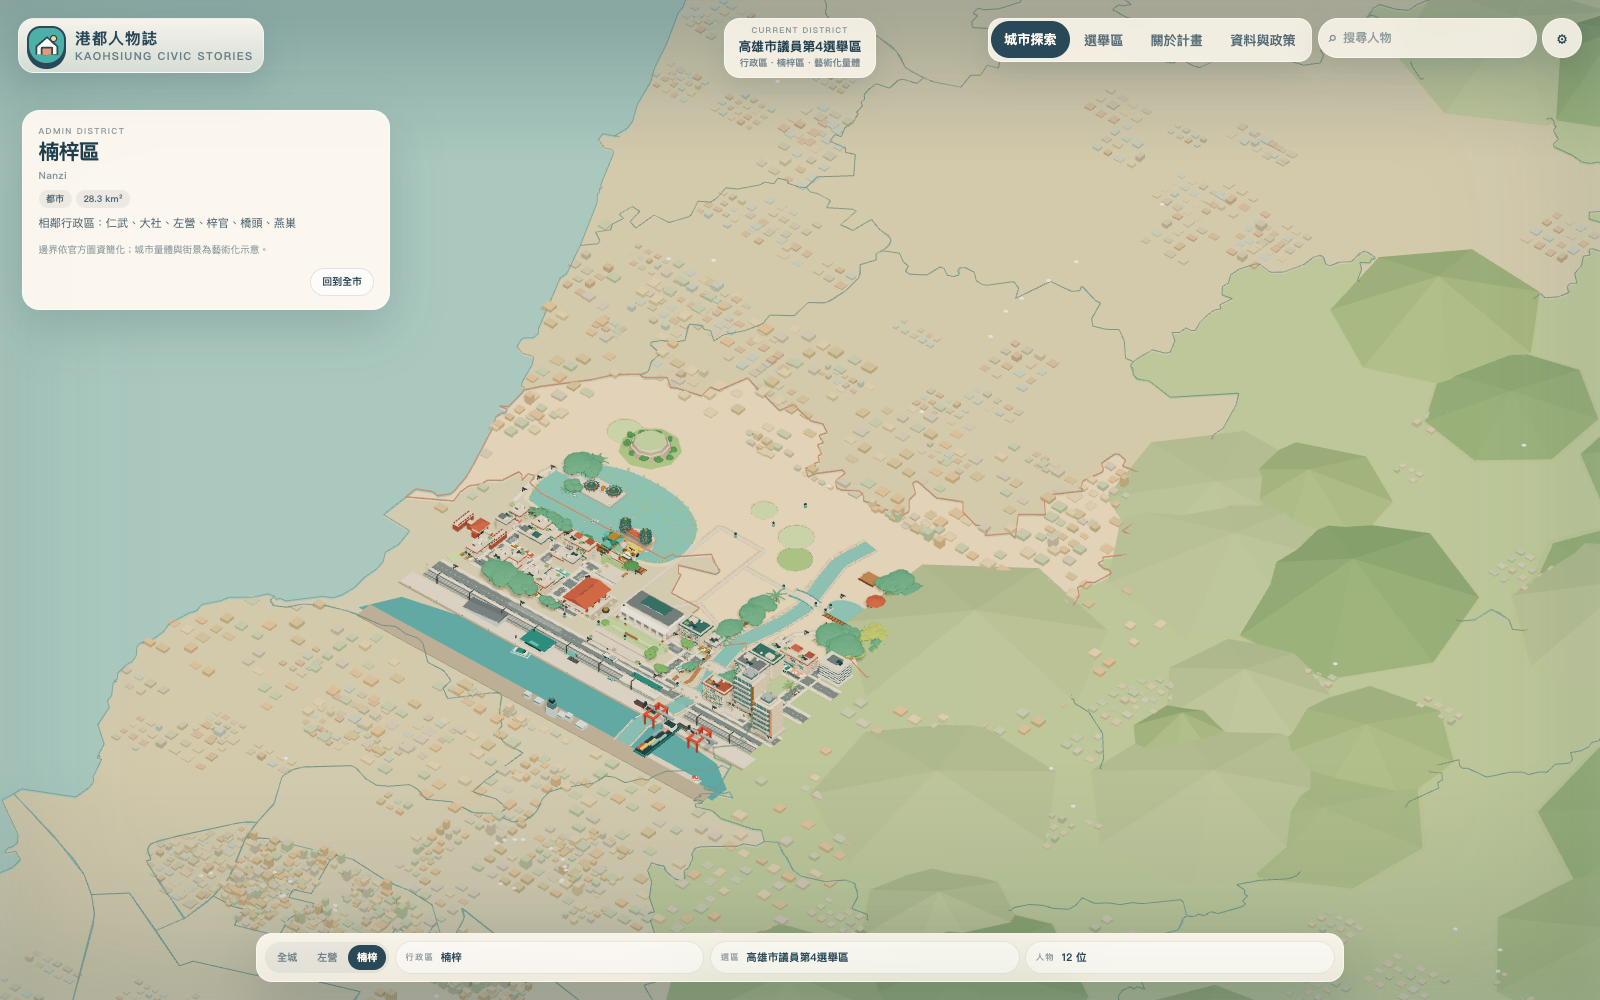 港都人物誌
KAOHSIUNG CIVIC STORIES
CURRENT DISTRICT
高雄市議員第4選舉區
行政區 · 楠梓區 · 藝術化量體
城市探索
選舉區
關於計畫
資料與政策
搜尋人物
ADMIN DISTRICT
楠梓區
Nanzi
都市
28.3 km²
相鄰行政區：仁武、大社、左營、梓官、橋頭、燕巢
邊界依官方圖資簡化；城市量體與街景為藝術化示意。
回到全市
全城
左營
楠梓
行政區 楠梓
選區 高雄市議員第4選舉區
人物 12 位